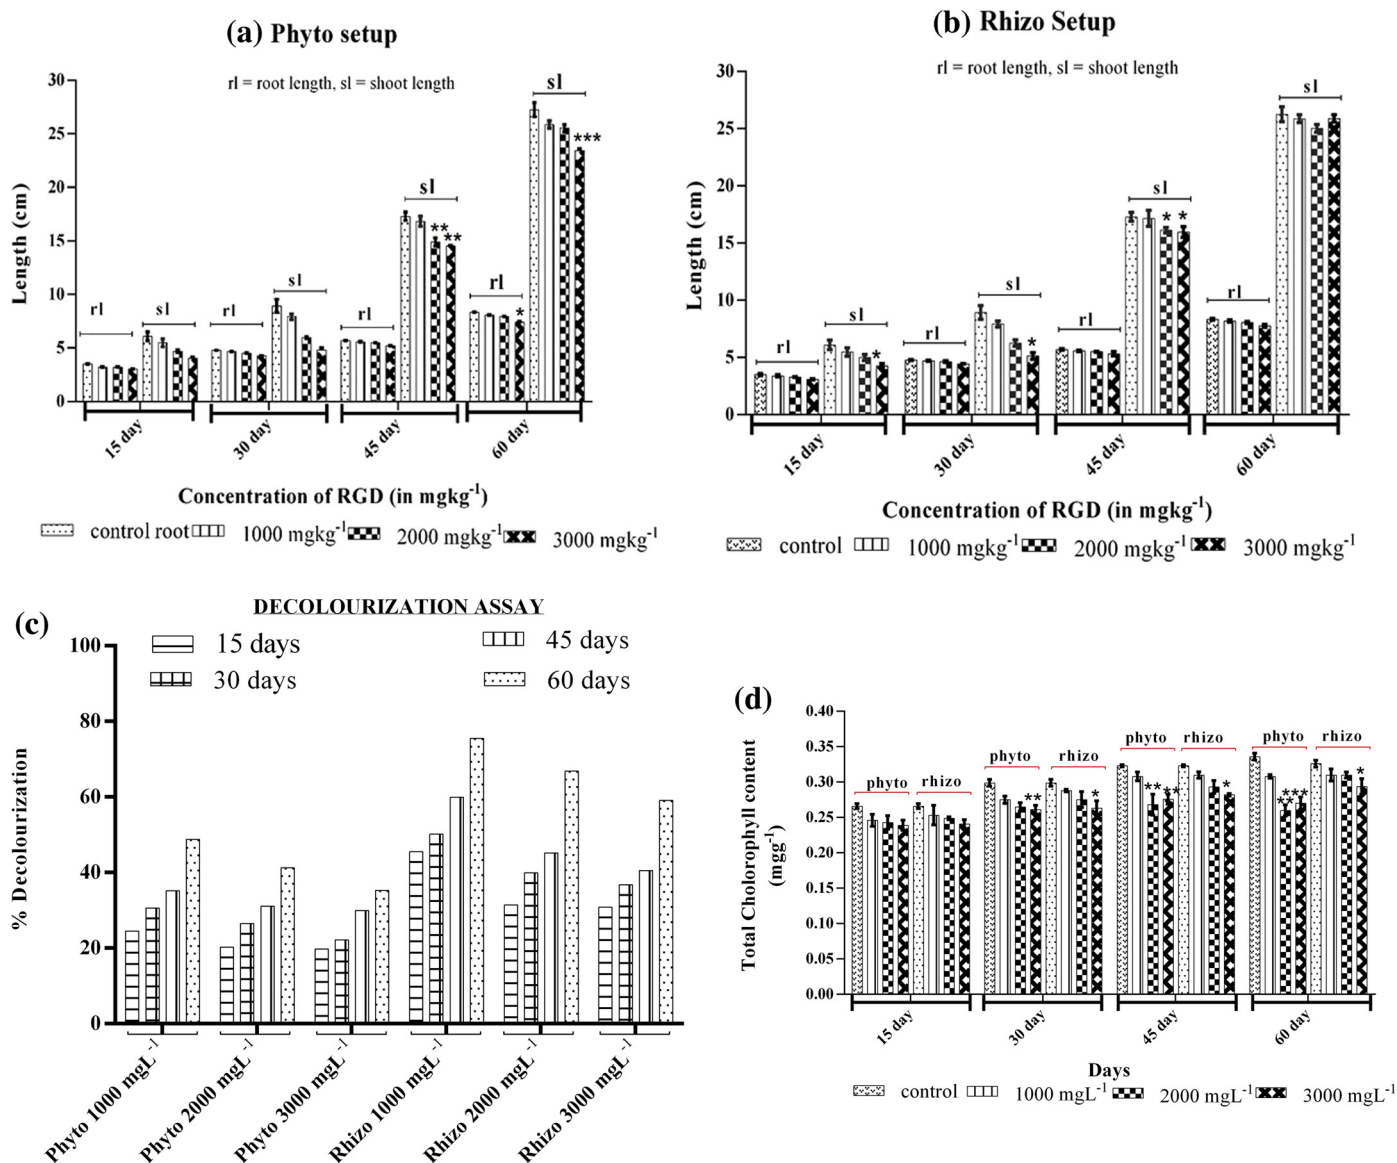 (a) Phyto setup
rl = root length, sl = shoot length
Length (cm)
30
25
20
15
10
5
0
rl
sl
rl
sl
rl
sl
**
**
rl
*
sl
***
15 day
30 day
45 day
60 day
Concentration of RGD (in mgkg-1)
control root
1000 mgkg-1
2000 mgkg-1
3000 mgkg-1
(b) Rhizo Setup
rl = root length, sl = shoot length
Length (cm)
30
25
20
15
10
5
0
rl
sl
*
rl
sl
*
rl
sl
*
*
rl
sl
15 day
30 day
45 day
60 day
Concentration of RGD (in mgkg-1)
control
1000 mgkg-1
2000 mgkg-1
3000 mgkg-1
(c)
DECOLOURIZATION ASSAY
15 days
30 days
45 days
60 days
% Decolourization
100
80
60
40
20
0
Phyto 1000 mgL-1
Phyto 2000 mgL-1
Phyto 3000 mgL-1
Rhizo 1000 mgL-1
Rhizo 2000 mgL-1
Rhizo 3000 mgL-1
(d)
Total Cholorophyll content
(mgg-1)
0.40
0.35
0.30
0.25
0.20
0.15
0.10
0.05
0.00
phyto
rhizo
phyto
**
rhizo
*
phyto
**
**
rhizo
*
phyto
**
***
rhizo
*
15 day
30 day
45 day
60 day
Days
control
1000 mgL-1
2000 mgL-1
3000 mgL-1